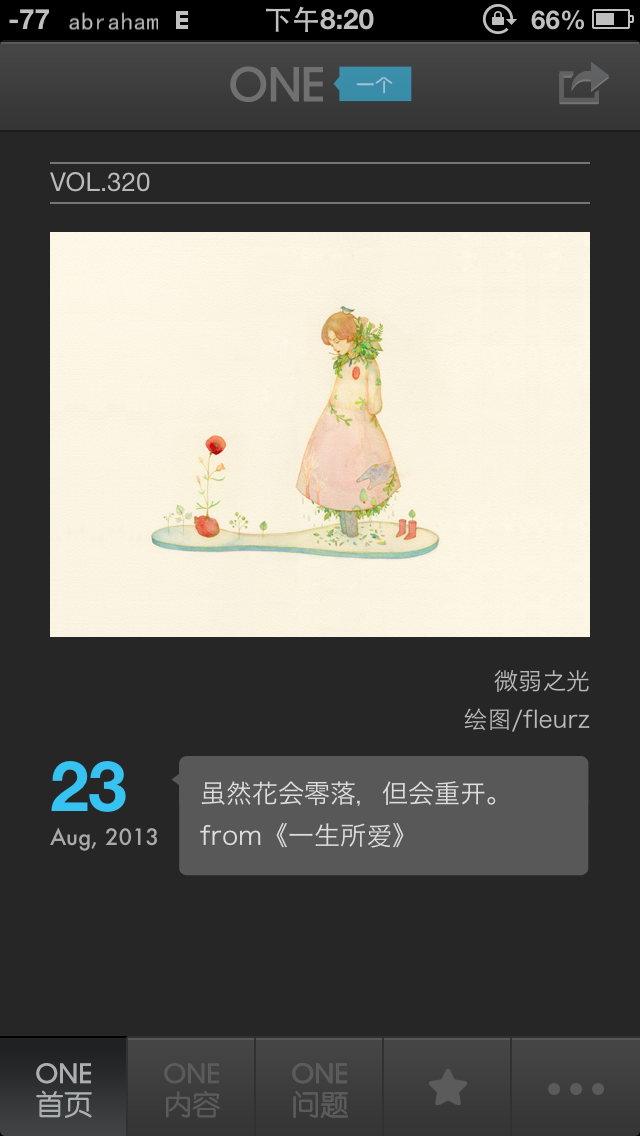 -77 abraham E 下午8:20 66%
ONE 一个
VOL.320
微弱之光
绘图/fleurz
23
Aug, 2013
虽然花会零落，但会重开。
from《一生所爱》
ONE ONE ONE
首页 内容 问题